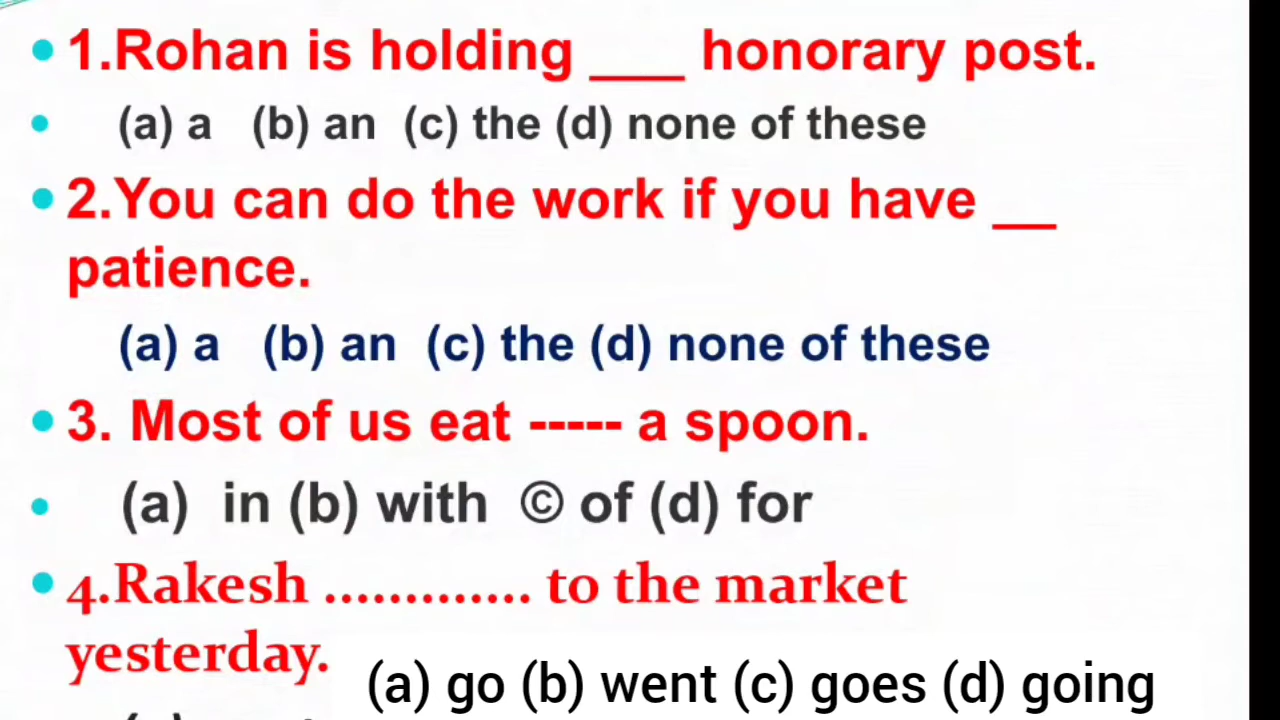 • 1.Rohan is holding ___ honorary post.
• (a) a (b) an (c) the (d) none of these
• 2.You can do the work if you have __
patience.
(a) a (b) an (c) the (d) none of these
• 3. Most of us eat ----- a spoon.
• (a) in (b) with © of (d) for
• 4.Rakesh ............. to the market
yesterday.
(a) go (b) went (c) goes (d) going